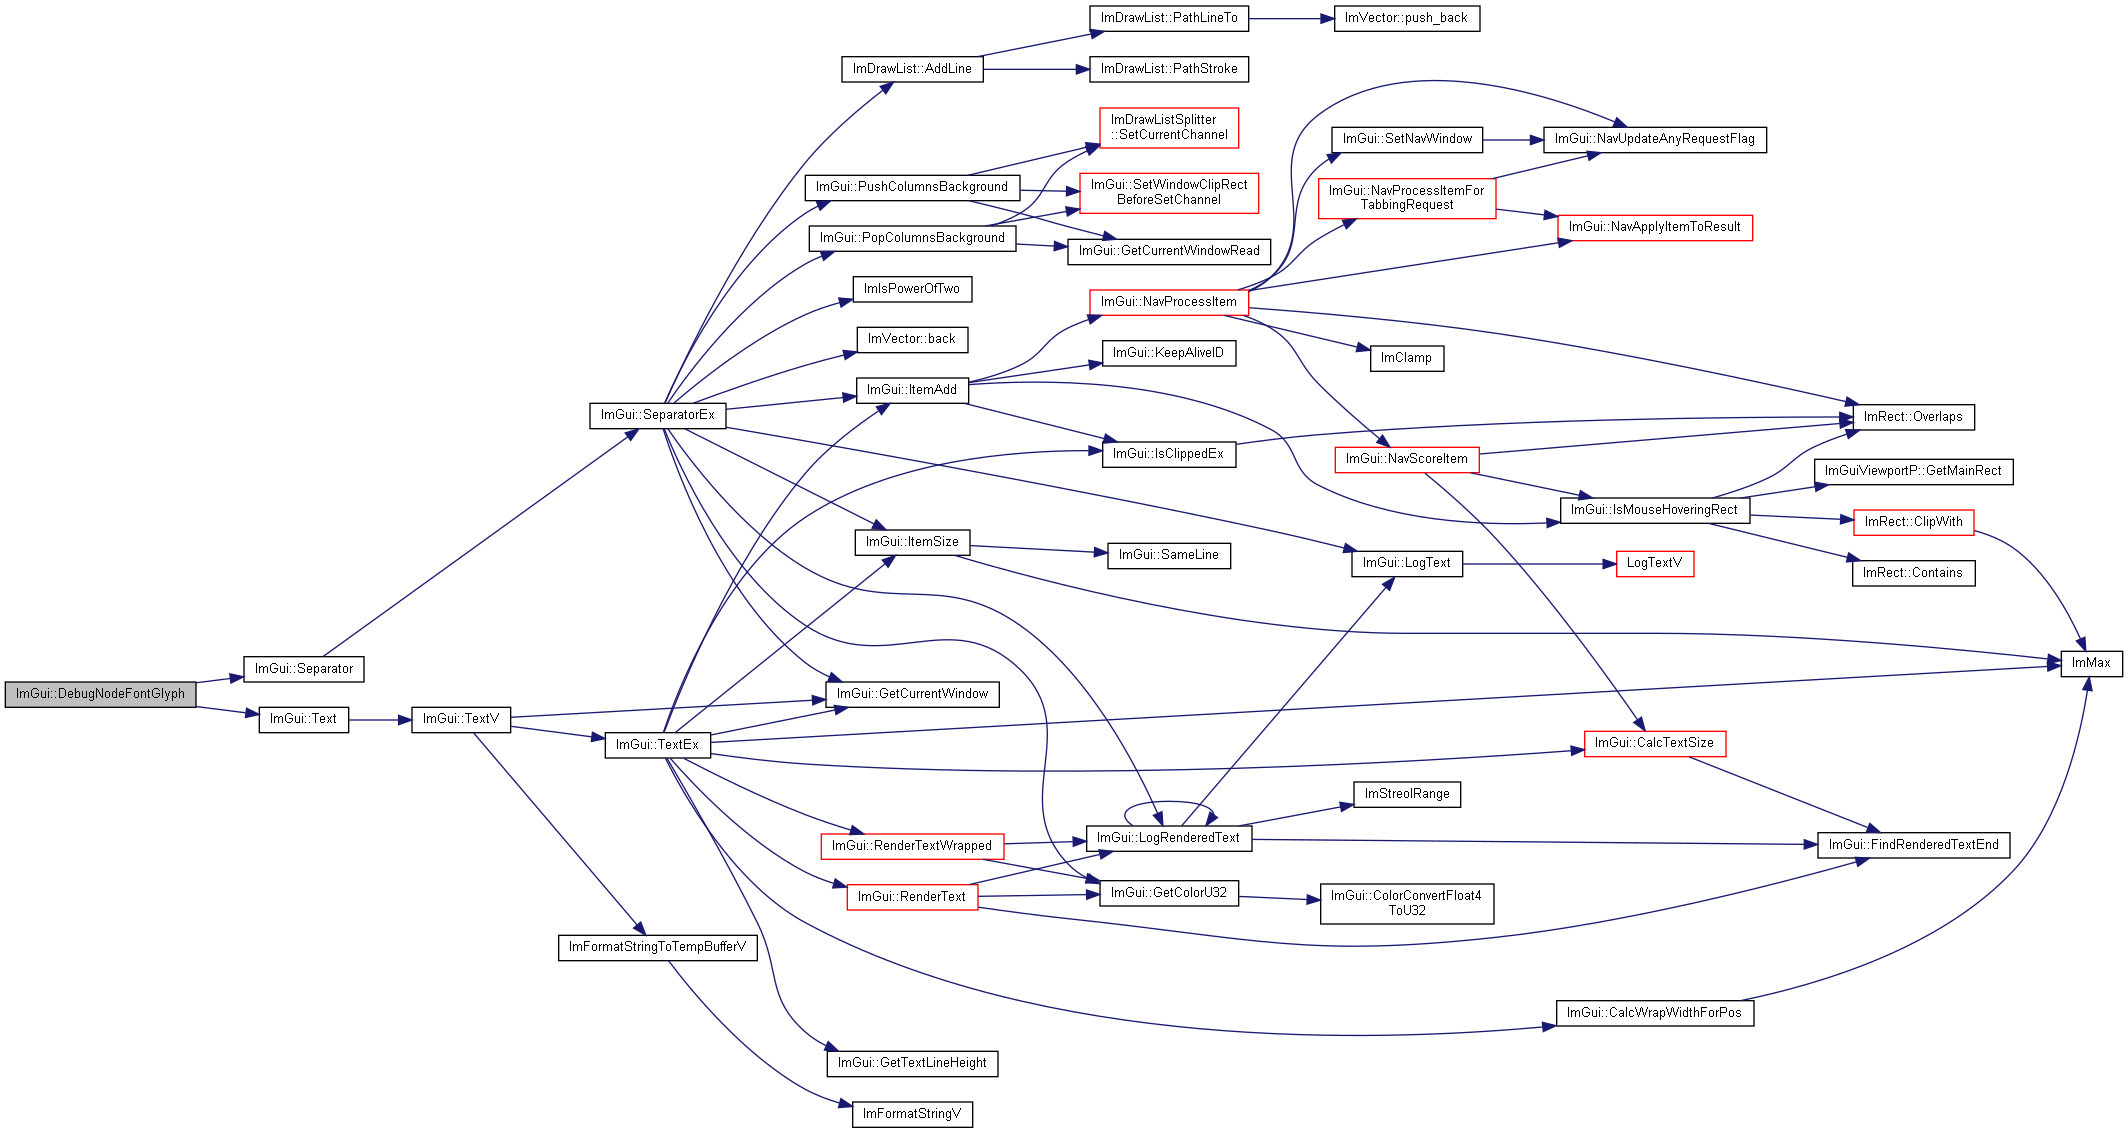 ImGui::DebugNodeFontGlyph
ImGui::Separator
ImGui::Text
ImGui::TextV
ImGui::SeparatorEx
ImGui::TextEx
ImFormatStringToTempBufferV
ImDrawList::AddLine
ImGui::PushColumnsBackground
ImGui::PopColumnsBackground
ImIsPowerOfTwo
ImVector::back
ImGui::ItemAdd
ImGui::ItemSize
ImGui::GetCurrentWindow
ImGui::RenderTextWrapped
ImGui::RenderText
ImGui::GetTextLineHeight
ImFormatStringV
ImDrawList::PathLineTo
ImDrawList::PathStroke
ImDrawListSplitter
::SetCurrentChannel
ImGui::SetWindowClipRect
BeforeSetChannel
ImGui::GetCurrentWindowRead
ImGui::NavProcessItem
ImGui::KeepAliveID
ImGui::IsClippedEx
ImGui::SameLine
ImGui::LogRenderedText
ImGui::GetColorU32
ImVector::push_back
ImGui::SetNavWindow
ImGui::NavProcessItemFor
TabbingRequest
ImClamp
ImGui::NavScoreItem
ImGui::LogText
ImStrolRange
ImGui::ColorConvertFloat4
ToU32
ImGui::NavUpdateAnyRequestFlag
ImGui::NavApplyItemToResult
ImGui::IsMouseHoveringRect
LogTextV
ImGui::CalcTextSize
ImGui::CalcWrapWidthForPos
ImRect::Overlaps
ImGuiViewportP::GetMainRect
ImRect::ClipWith
ImRect::Contains
ImGui::FindRenderedTextEnd
ImMax